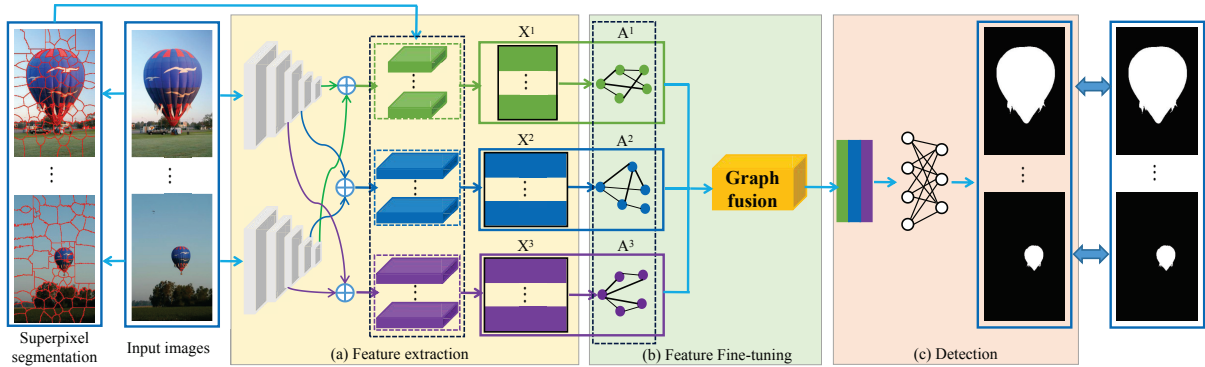 X¹
A¹
X²
A²
Graph
fusion
X³
A³
Superpixel
segmentation
Input images
(a) Feature extraction
(b) Feature Fine-tuning
(c) Detection